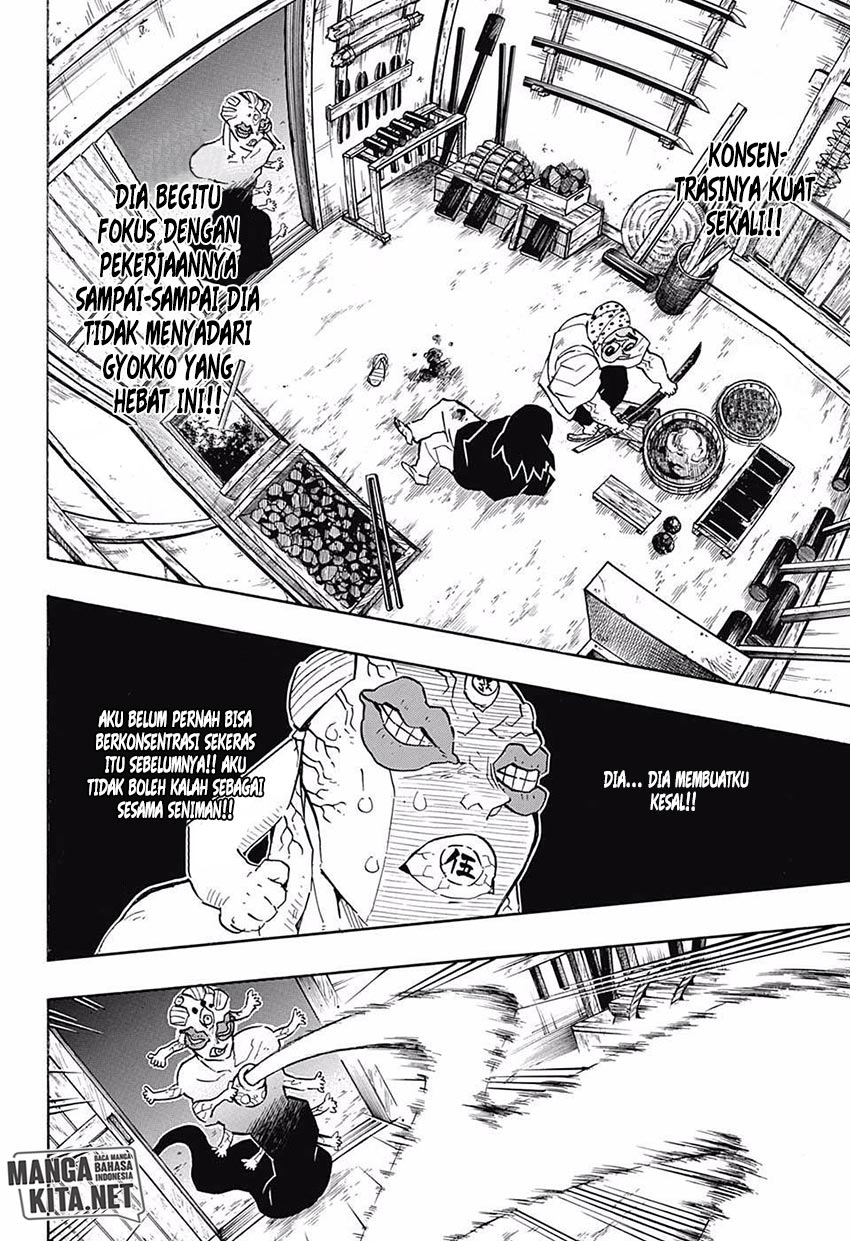 KONSEN-
TRASINYA KUAT
SEKALI!!
DIA BEGITU
FOKUS DENGAN
PEKERJAANNYA
SAMPAI-SAMPAI DIA
TIDAK MENYADARI
GYOKKO YANG
HEBAT INI!!
DIA... DIA MEMBUATKU
KESAL!!
AKU BELUM PERNAH BISA
BERKONSENTRASI SEKERAS
ITU SEBELUMNYA!! AKU
TIDAK BOLEH KALAH SEBAGAI
SESAMA SENIMAN!!
伍
MANGA
KITA.NET
BACA MANGA
BAHASA
INDONESIA